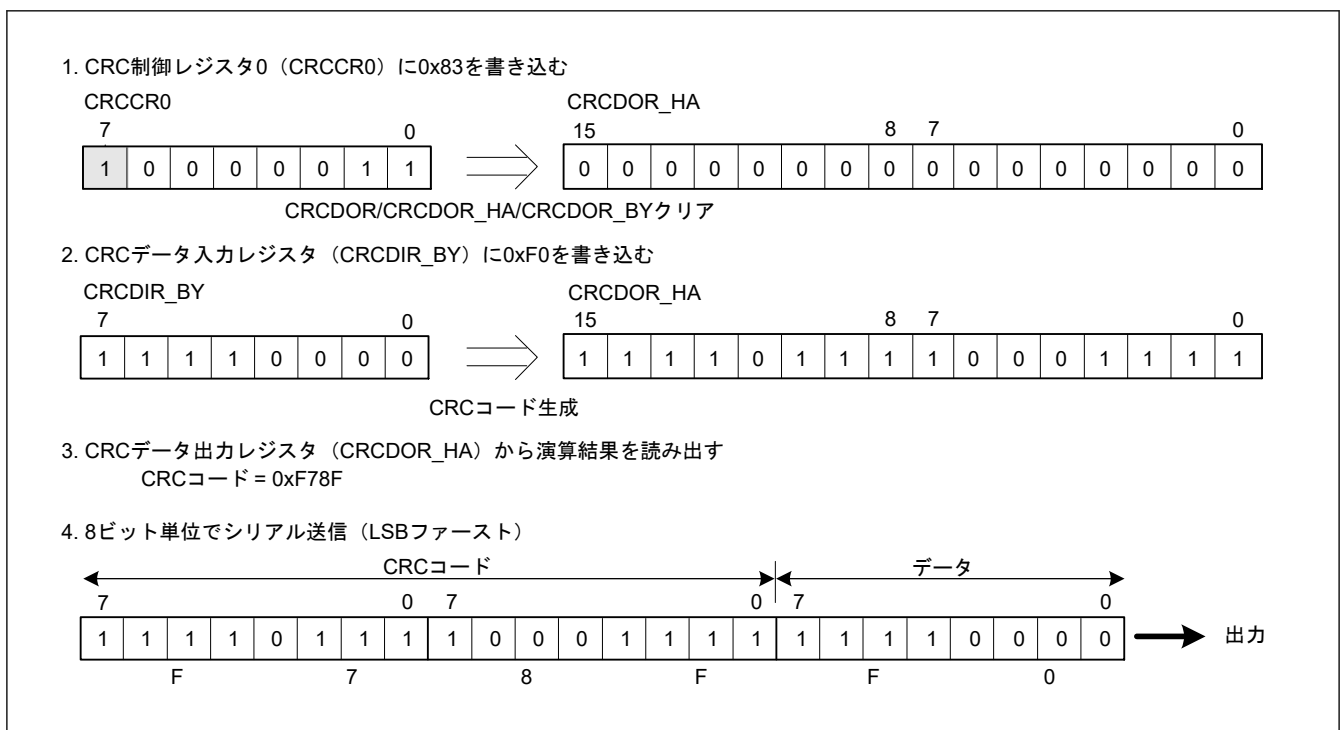 1. CRC制御レジスタ0（CRCCR0）に0x83を書き込む
CRCCR0 CRCDOR_HA
7 0 15 8 7 0
1 0 0 0 0 0 1 1 0 0 0 0 0 0 0 0 0 0 0 0 0 0 0 0
CRCDOR/CRCDOR_HA/CRCDOR_BYクリア
2. CRCデータ入力レジスタ（CRCDIR_BY）に0xF0を書き込む
CRCDIR_BY CRCDOR_HA
7 0 15 8 7 0
1 1 1 1 0 0 0 0 1 1 1 1 0 1 1 1 1 0 0 0 1 1 1 1
CRCコード生成
3. CRCデータ出力レジスタ（CRCDOR_HA）から演算結果を読み出す
CRCコード = 0xF78F
4. 8ビット単位でシリアル送信（LSBファースト）
CRCコード データ
7 0 7 0 7 0
1 1 1 1 0 1 1 1 1 0 0 0 1 1 1 1 1 1 1 1 0 0 0 0 出力
F 7 8 F F 0